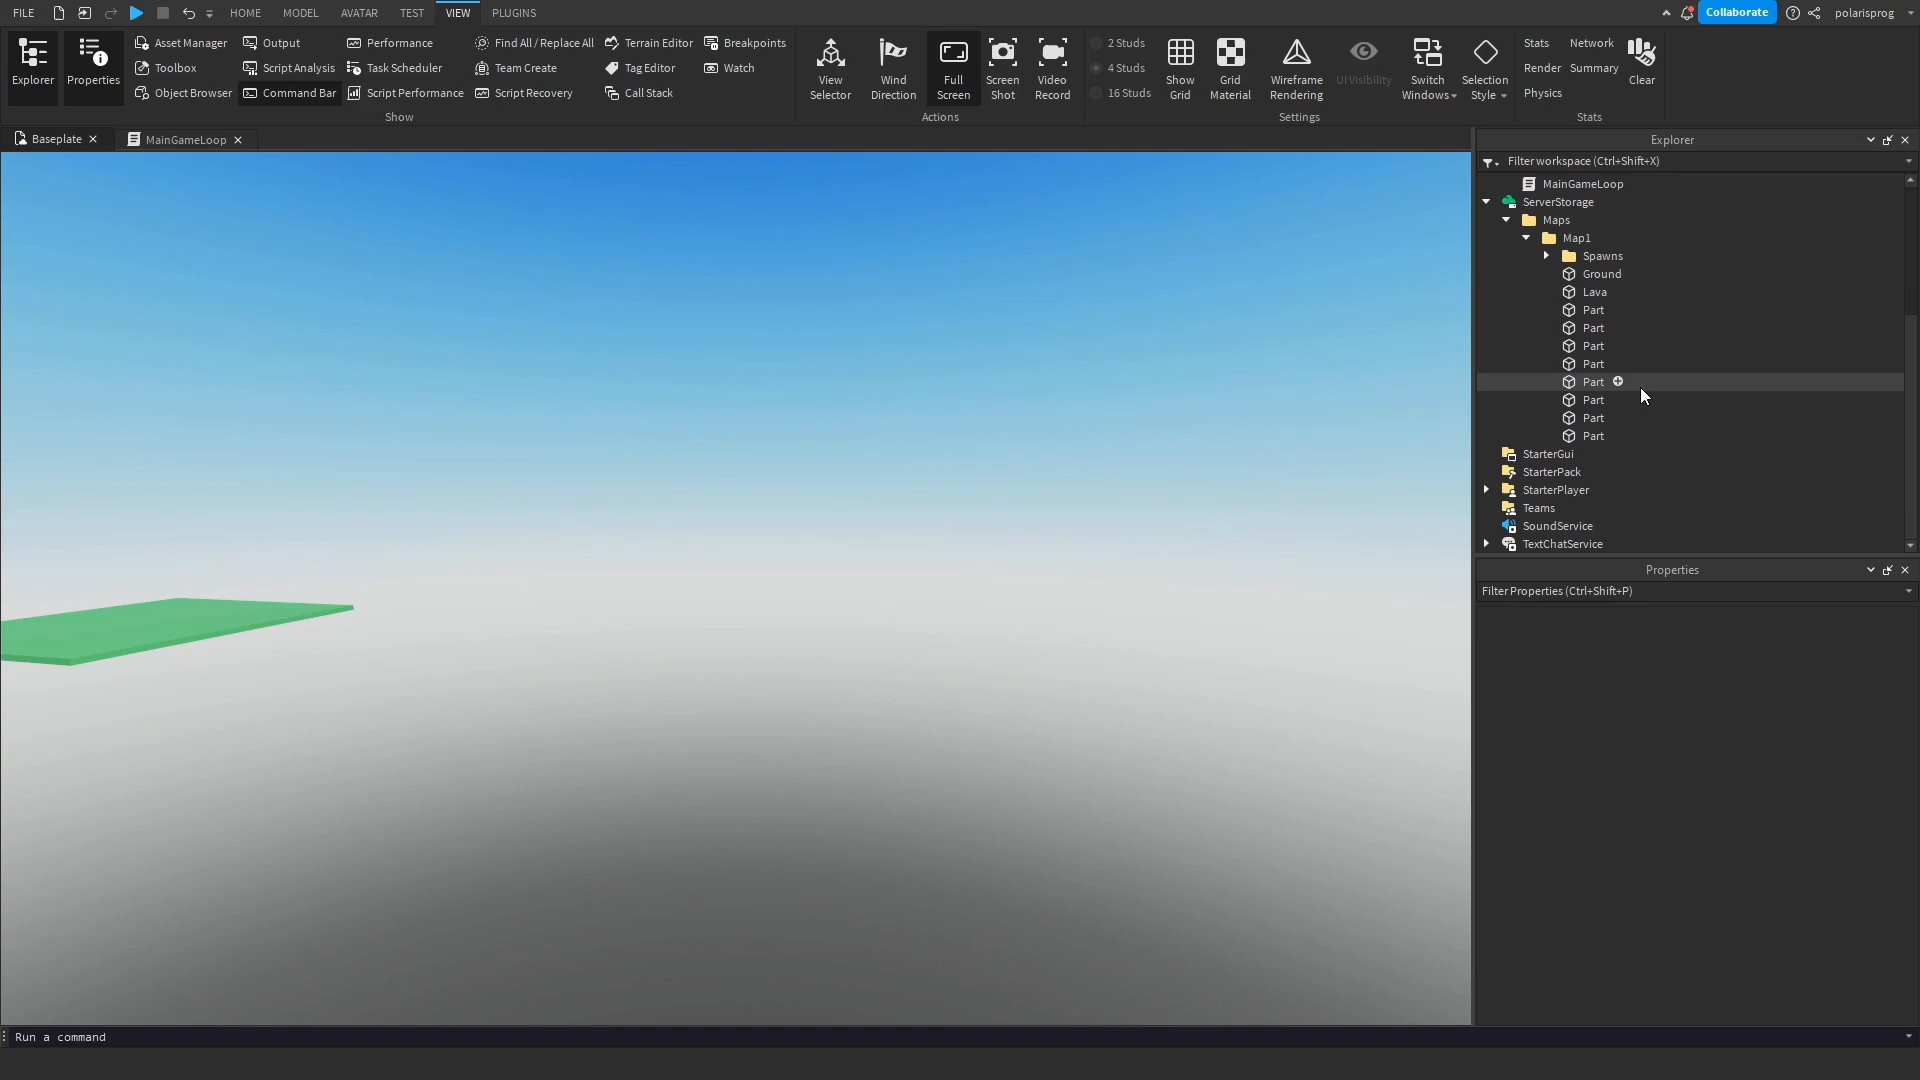 FILE HOME MODEL AVATAR TEST VIEW PLUGINS Collaborate polarisprog
Explorer
Properties
Asset Manager
Toolbox
Object Browser
Output
Script Analysis
Command Bar
Performance
Task Scheduler
Script Performance
Find All / Replace All
Team Create
Script Recovery
Terrain Editor
Tag Editor
Call Stack
Breakpoints
Watch
Show
View
Selector
Wind
Direction
Full
Screen
Screen
Shot
Video
Record
Actions
2 Studs
4 Studs
16 Studs
Show
Grid
Grid
Material
Wireframe
Rendering
UI Visibility
Switch
Windows
Selection
Style
Settings
Stats
Render
Physics
Network
Summary
Clear
Stats
Baseplate
MainGameLoop
Explorer
Filter workspace (Ctrl+Shift+X)
MainGameLoop
ServerStorage
Maps
Map1
Spawns
Ground
Lava
Part
Part
Part
Part
Part
Part
Part
Part
StarterGui
StarterPack
StarterPlayer
Teams
SoundService
TextChatService
Properties
Filter Properties (Ctrl+Shift+P)
Run a command